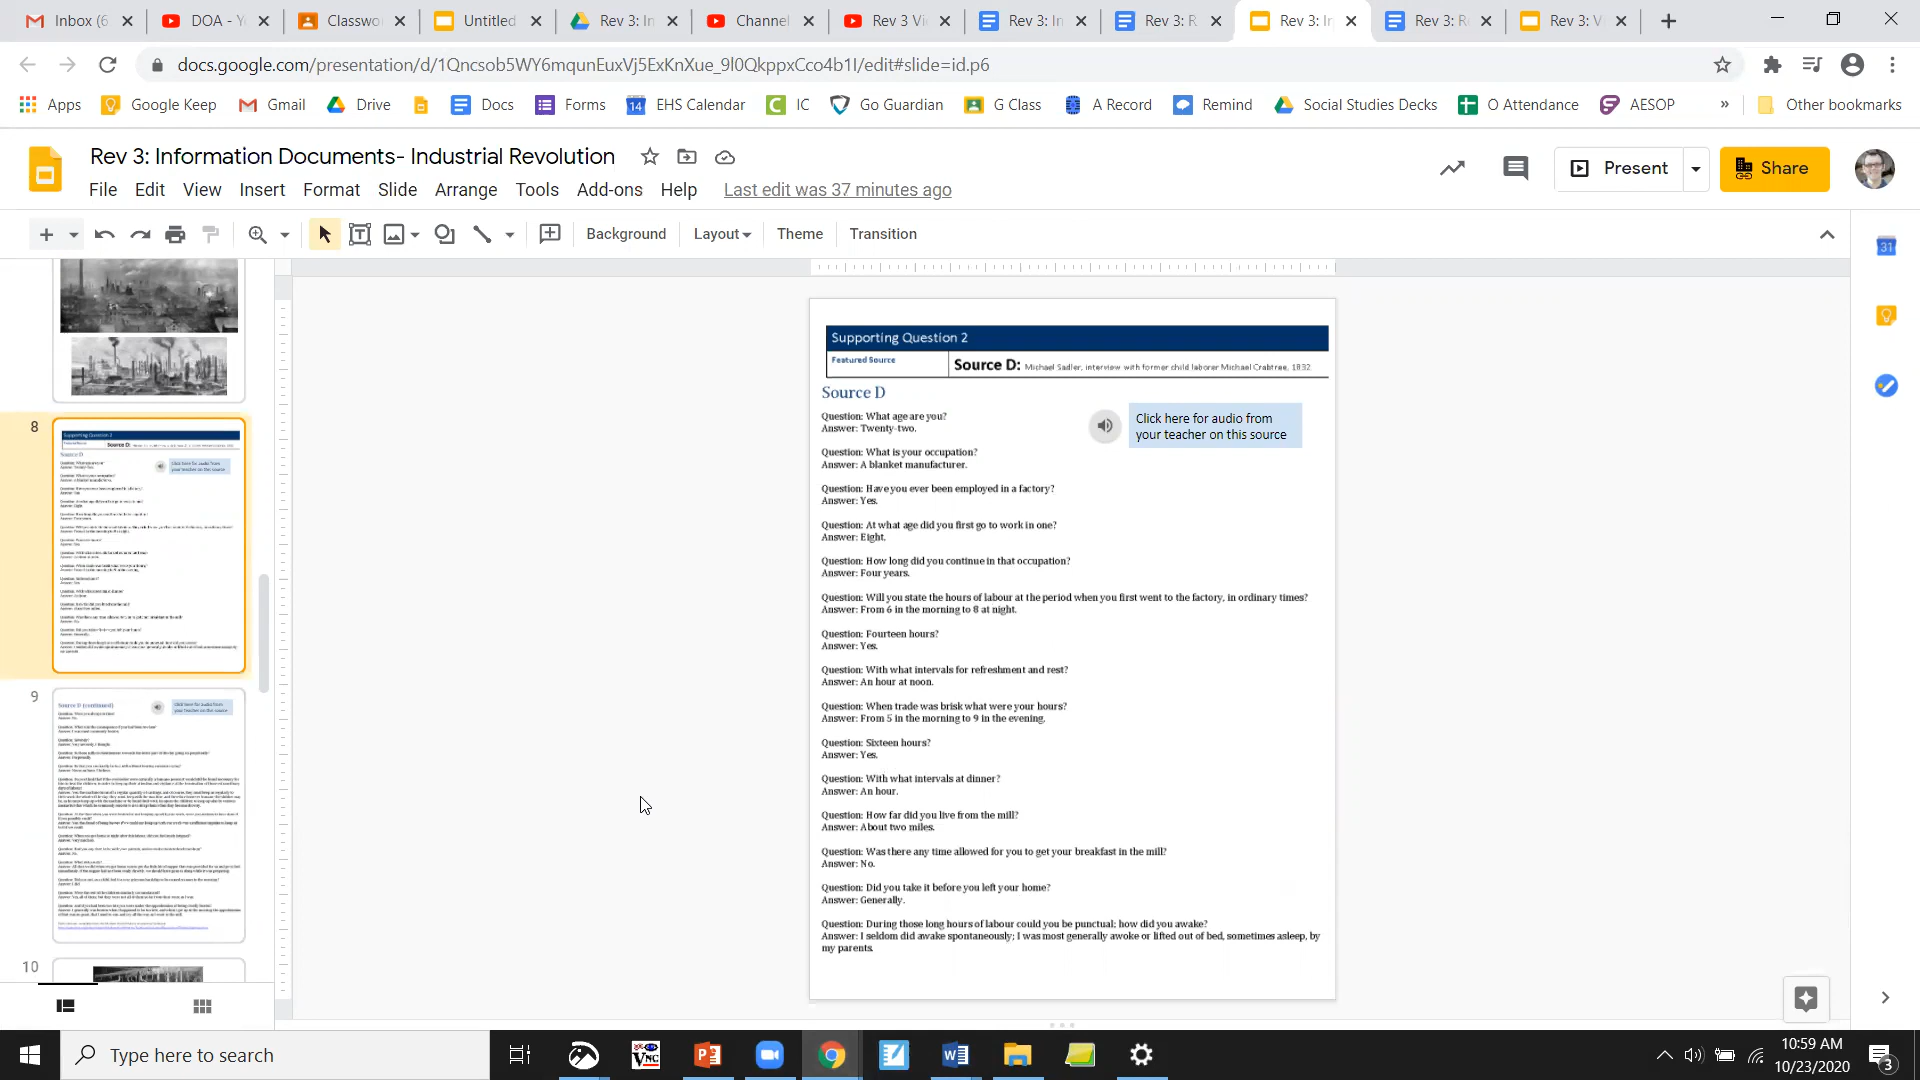 Inbox (6
DOA - Y
Classwo
Untitled
Rev 3: In
Channel
Rev 3 Vi
Rev 3: In
Rev 3: R
Rev 3: In
Rev 3: R
Rev 3: V
docs.google.com/presentation/d/1Qncsob5WY6mqunEuxVj5ExKnXue_9l0QkppxCco4b1I/edit#slide=id.p6
Apps
Google Keep
Gmail
Drive
Docs
Forms
14
EHS Calendar
IC
Go Guardian
G Class
A Record
Remind
Social Studies Decks
O Attendance
AESOP
»
Other bookmarks
Rev 3: Information Documents- Industrial Revolution
File Edit View Insert Format Slide Arrange Tools Add-ons Help Last edit was 37 minutes ago
Present
Share
Background Layout Theme Transition
31
8
9
10
Supporting Question 2
Featured Source
Source D: Michael Sadler, interview with former child laborer Michael Crabtree, 1832
Source D
Click here for audio from
your teacher on this source
Question: What age are you?
Answer: Twenty-two.
Question: What is your occupation?
Answer: A blanket manufacturer.
Question: Have you ever been employed in a factory?
Answer: Yes.
Question: At what age did you first go to work in one?
Answer: Eight.
Question: How long did you continue in that occupation?
Answer: Four years.
Question: Will you state the hours of labour at the period when you first went to the factory, in ordinary times?
Answer: From 6 in the morning to 8 at night.
Question: Fourteen hours?
Answer: Yes.
Question: With what intervals for refreshment and rest?
Answer: An hour at noon.
Question: When trade was brisk what were your hours?
Answer: From 5 in the morning to 9 in the evening.
Question: Sixteen hours?
Answer: Yes.
Question: With what intervals at dinner?
Answer: An hour.
Question: How far did you live from the mill?
Answer: About two miles.
Question: Was there any time allowed for you to get your breakfast in the mill?
Answer: No.
Question: Did you take it before you left your home?
Answer: Generally.
Question: During those long hours of labour could you be punctual; how did you awake?
Answer: I seldom did awake spontaneously; I was most generally awoke or lifted out of bed, sometimes asleep, by
my parents.
Type here to search
VNC
10:59 AM
10/23/2020
3